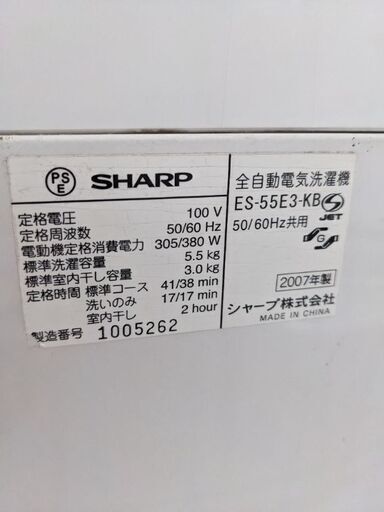 PS
E
SHARP
定格電圧 100 V
定格周波数 50/60 Hz
電動機定格消費電力 305/380 W
標準洗濯容量 5.5 kg
標準室内干し容量 3.0 kg
定格時間 標準コース 41/38 min
洗いのみ 17/17 min
室内干し 2 hour
製造番号 1005262
全自動電気洗濯機
ES-55E3-KB
JET
50/60Hz共用
G
2007年製
シャープ株式会社
MADE IN CHINA